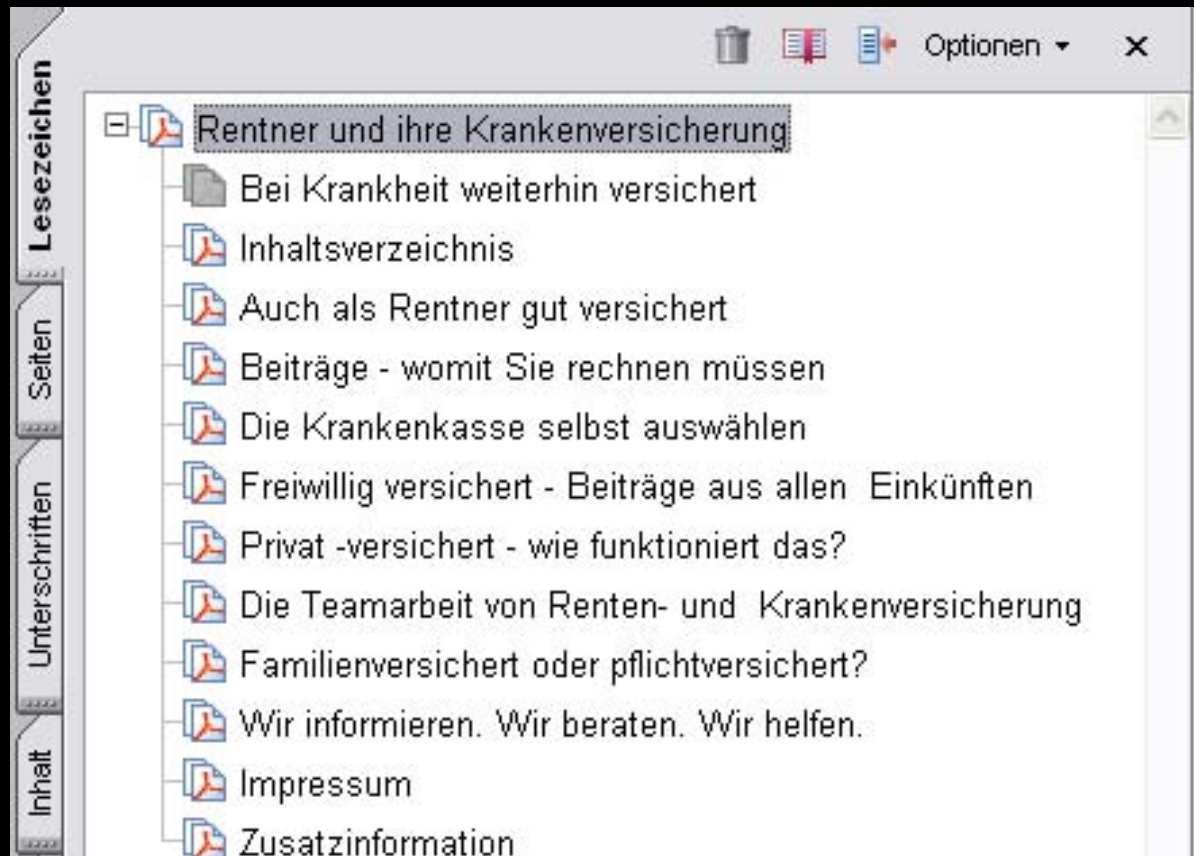 Optionen
Lesezeichen
Seiten
Unterschriften
Inhalt
Rentner und ihre Krankenversicherung
Bei Krankheit weiterhin versichert
Inhaltsverzeichnis
Auch als Rentner gut versichert
Beiträge - womit Sie rechnen müssen
Die Krankenkasse selbst auswählen
Freiwillig versichert - Beiträge aus allen  Einkünften
Privat -versichert - wie funktioniert das?
Die Teamarbeit von Renten- und  Krankenversicherung
Familienversichert oder pflichtversichert?
Wir informieren. Wir beraten. Wir helfen.
Impressum
Zusatzinformation